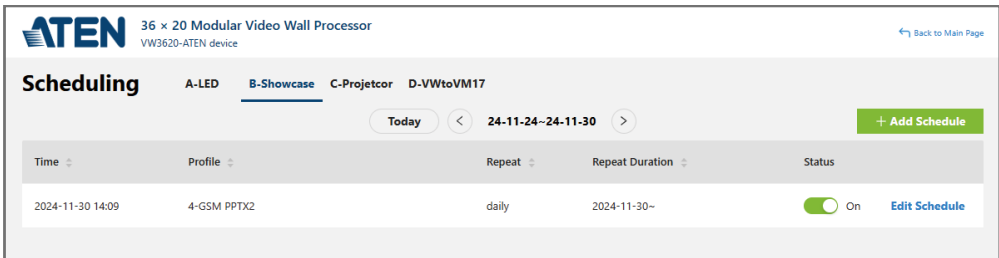 ATEN
36 × 20 Modular Video Wall Processor
VW3620-ATEN device
Back to Main Page
Scheduling A-LED B-Showcase C-Projetcor D-VWtoVM17
Today < 24-11-24~24-11-30 >
+ Add Schedule
Time Profile Repeat Repeat Duration Status
2024-11-30 14:09 4-GSM PPTX2 daily 2024-11-30~ On Edit Schedule